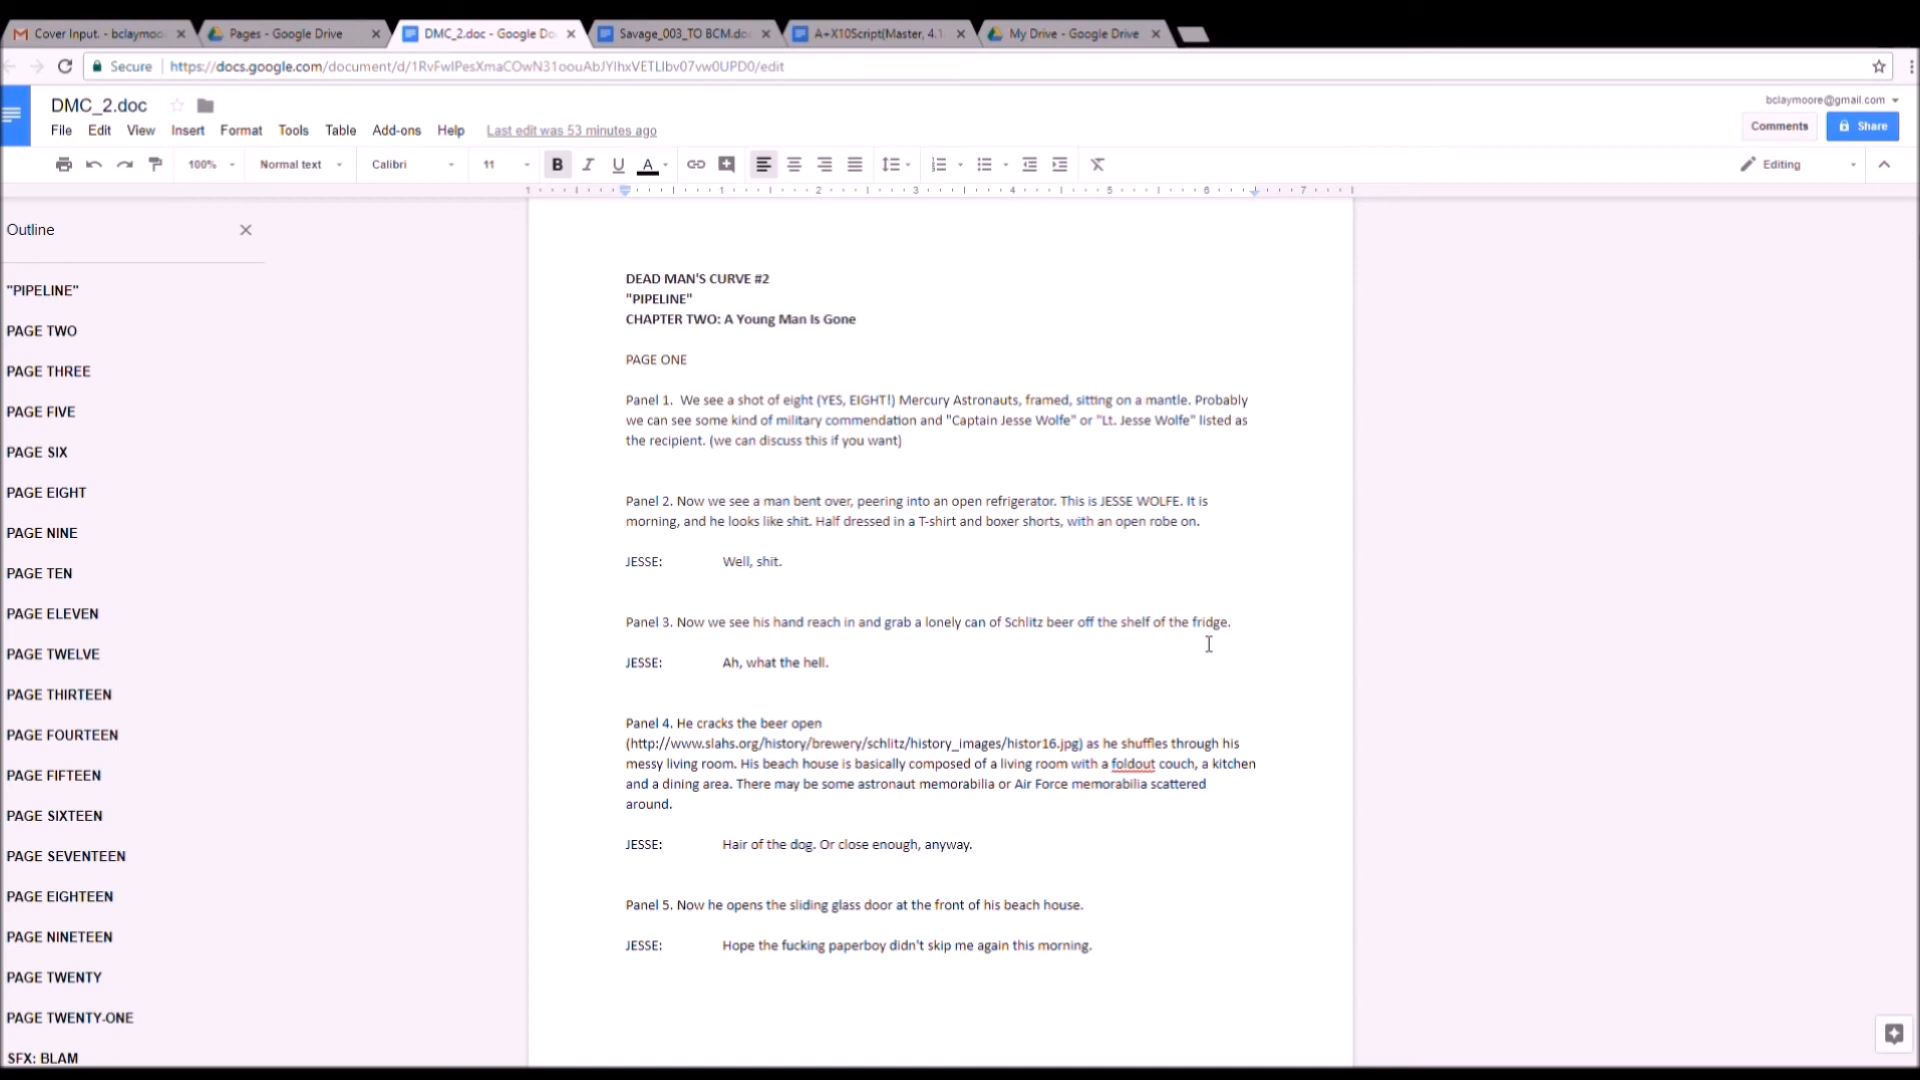 Cover Input. - bclaymoo
Pages - Google Drive
DMC_2.doc - Google Do
Savage_003_TO BCM.doc
A+X10Script(Master, 4.1
My Drive - Google Drive
Secure
DMC_2.doc
bclaymoore@gmail.com
File Edit View Insert Format Tools Table Add-ons Help Last edit was 53 minutes ago
Comments
Share
100% Normal text Calibri 11 B I U A Editing
1 1 2 3 4 5 6 7
Outline
"PIPELINE"
PAGE TWO
PAGE THREE
PAGE FIVE
PAGE SIX
PAGE EIGHT
PAGE NINE
PAGE TEN
PAGE ELEVEN
PAGE TWELVE
PAGE THIRTEEN
PAGE FOURTEEN
PAGE FIFTEEN
PAGE SIXTEEN
PAGE SEVENTEEN
PAGE EIGHTEEN
PAGE NINETEEN
PAGE TWENTY
PAGE TWENTY-ONE
SFX: BLAM
DEAD MAN'S CURVE #2
"PIPELINE"
CHAPTER TWO: A Young Man Is Gone
PAGE ONE
Panel 1.  We see a shot of eight (YES, EIGHT!) Mercury Astronauts, framed, sitting on a mantle. Probably
we can see some kind of military commendation and "Captain Jesse Wolfe" or "Lt. Jesse Wolfe" listed as
the recipient. (we can discuss this if you want)
Panel 2. Now we see a man bent over, peering into an open refrigerator. This is JESSE WOLFE. It is
morning, and he looks like shit. Half dressed in a T-shirt and boxer shorts, with an open robe on.
JESSE: Well, shit.
Panel 3. Now we see his hand reach in and grab a lonely can of Schlitz beer off the shelf of the fridge.
JESSE: Ah, what the hell.
Panel 4. He cracks the beer open
(http://www.slahs.org/history/brewery/schlitz/history_images/histor16.jpg) as he shuffles through his
messy living room. His beach house is basically composed of a living room with a foldout couch, a kitchen
and a dining area. There may be some astronaut memorabilia or Air Force memorabilia scattered
around.
JESSE: Hair of the dog. Or close enough, anyway.
Panel 5. Now he opens the sliding glass door at the front of his beach house.
JESSE: Hope the fucking paperboy didn't skip me again this morning.